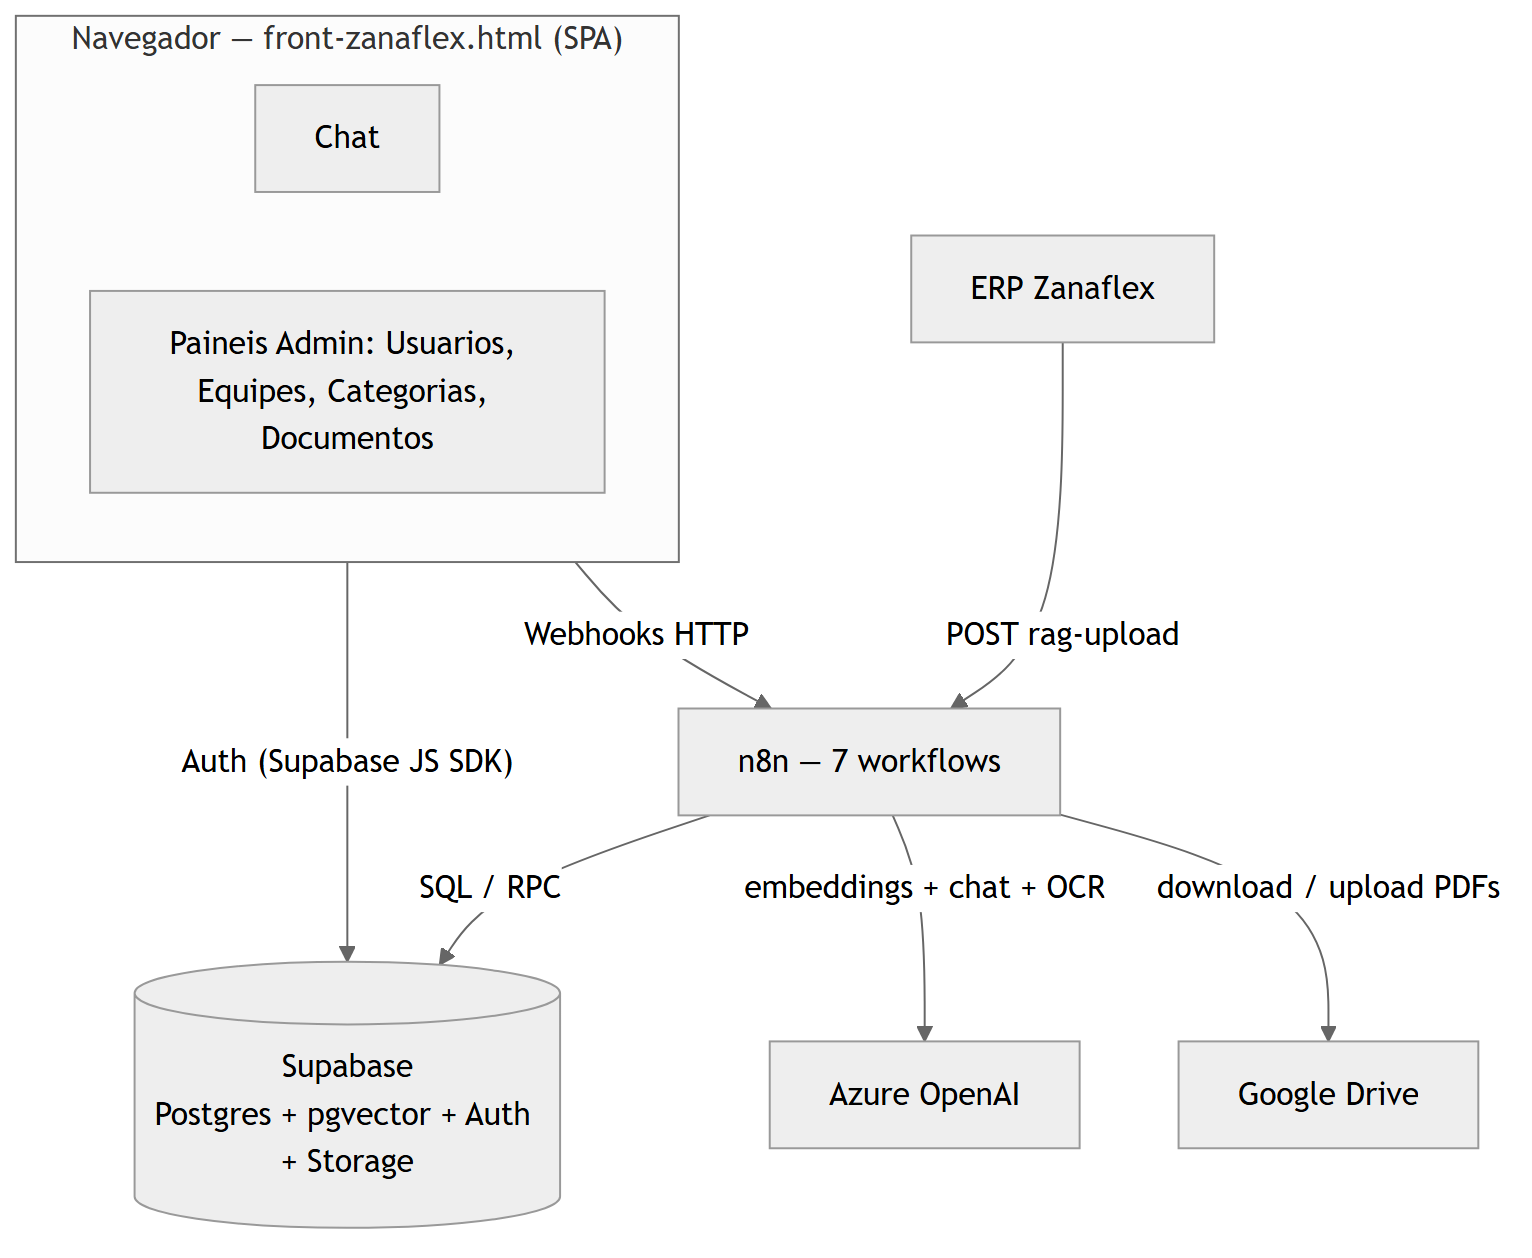 Navegador — front-zanaflex.html (SPA)
Chat
ERP Zanaflex
Paineis Admin: Usuarios,
Equipes, Categorias,
Documentos
Webhooks HTTP
POST rag-upload
Auth (Supabase JS SDK)
n8n — 7 workflows
SQL / RPC
embeddings + chat + OCR
download / upload PDFs
Supabase
Postgres + pgvector + Auth
+ Storage
Azure OpenAI
Google Drive